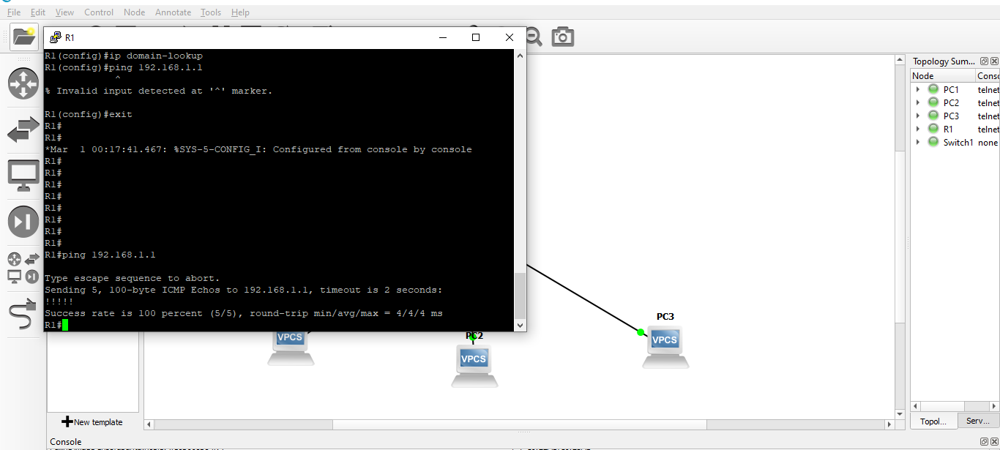 File Edit View Control Node Annotate Tools Help
R1
R1(config)#ip domain-lookup
R1(config)#ping 192.168.1.1
^
% Invalid input detected at '^' marker.
R1(config)#exit
R1#
R1#
*Mar  1 00:17:41.467: %SYS-5-CONFIG_I: Configured from console by console
R1#
R1#
R1#
R1#
R1#
R1#
R1#
R1#
R1#ping 192.168.1.1
Type escape sequence to abort.
Sending 5, 100-byte ICMP Echos to 192.168.1.1, timeout is 2 seconds:
!!!!!
Success rate is 100 percent (5/5), round-trip min/avg/max = 4/4/4 ms
R1#
VPCS
PC2
VPCS
PC3
VPCS
New template
Console
Topology Sum...
Node Conso
PC1 telnet
PC2 telnet
PC3 telnet
R1 telnet
Switch1 none
Topol... Serv...